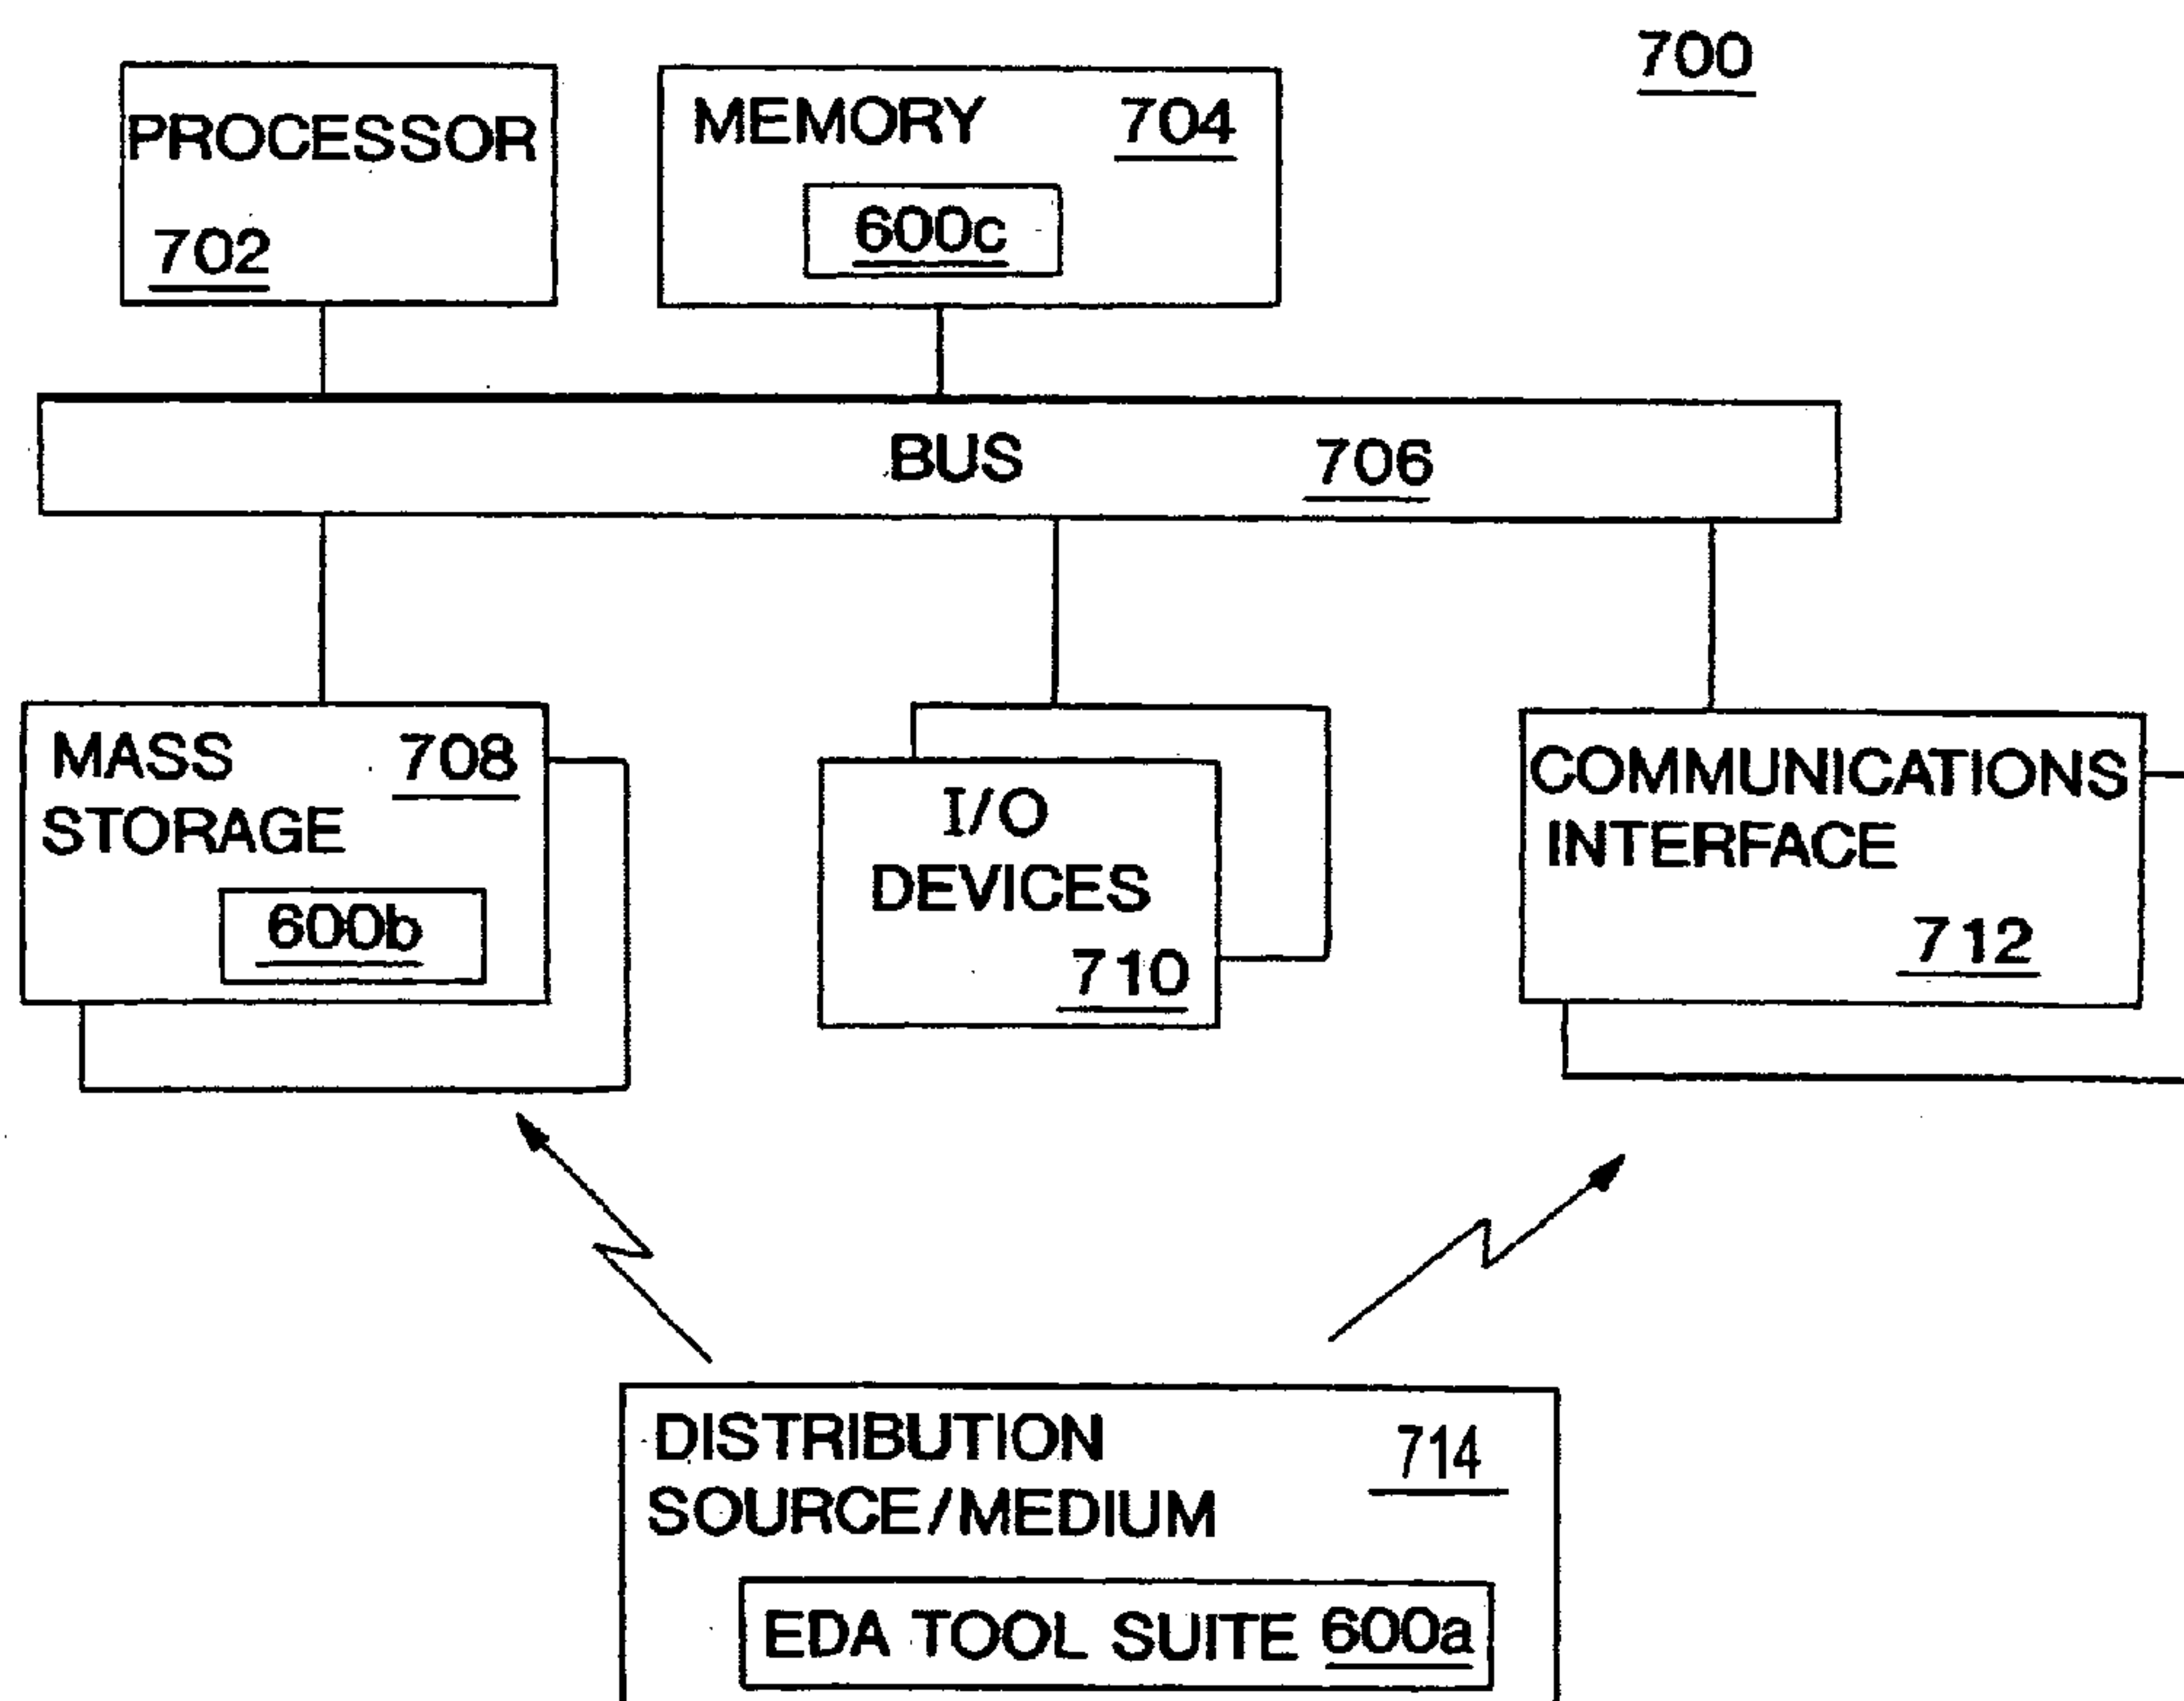 700
PROCESSOR
702
MEMORY 704
600c
BUS 706
MASS 708
STORAGE
600b
I/O
DEVICES
710
COMMUNICATIONS
INTERFACE
712
DISTRIBUTION 714
SOURCE/MEDIUM
EDA TOOL SUITE 600a